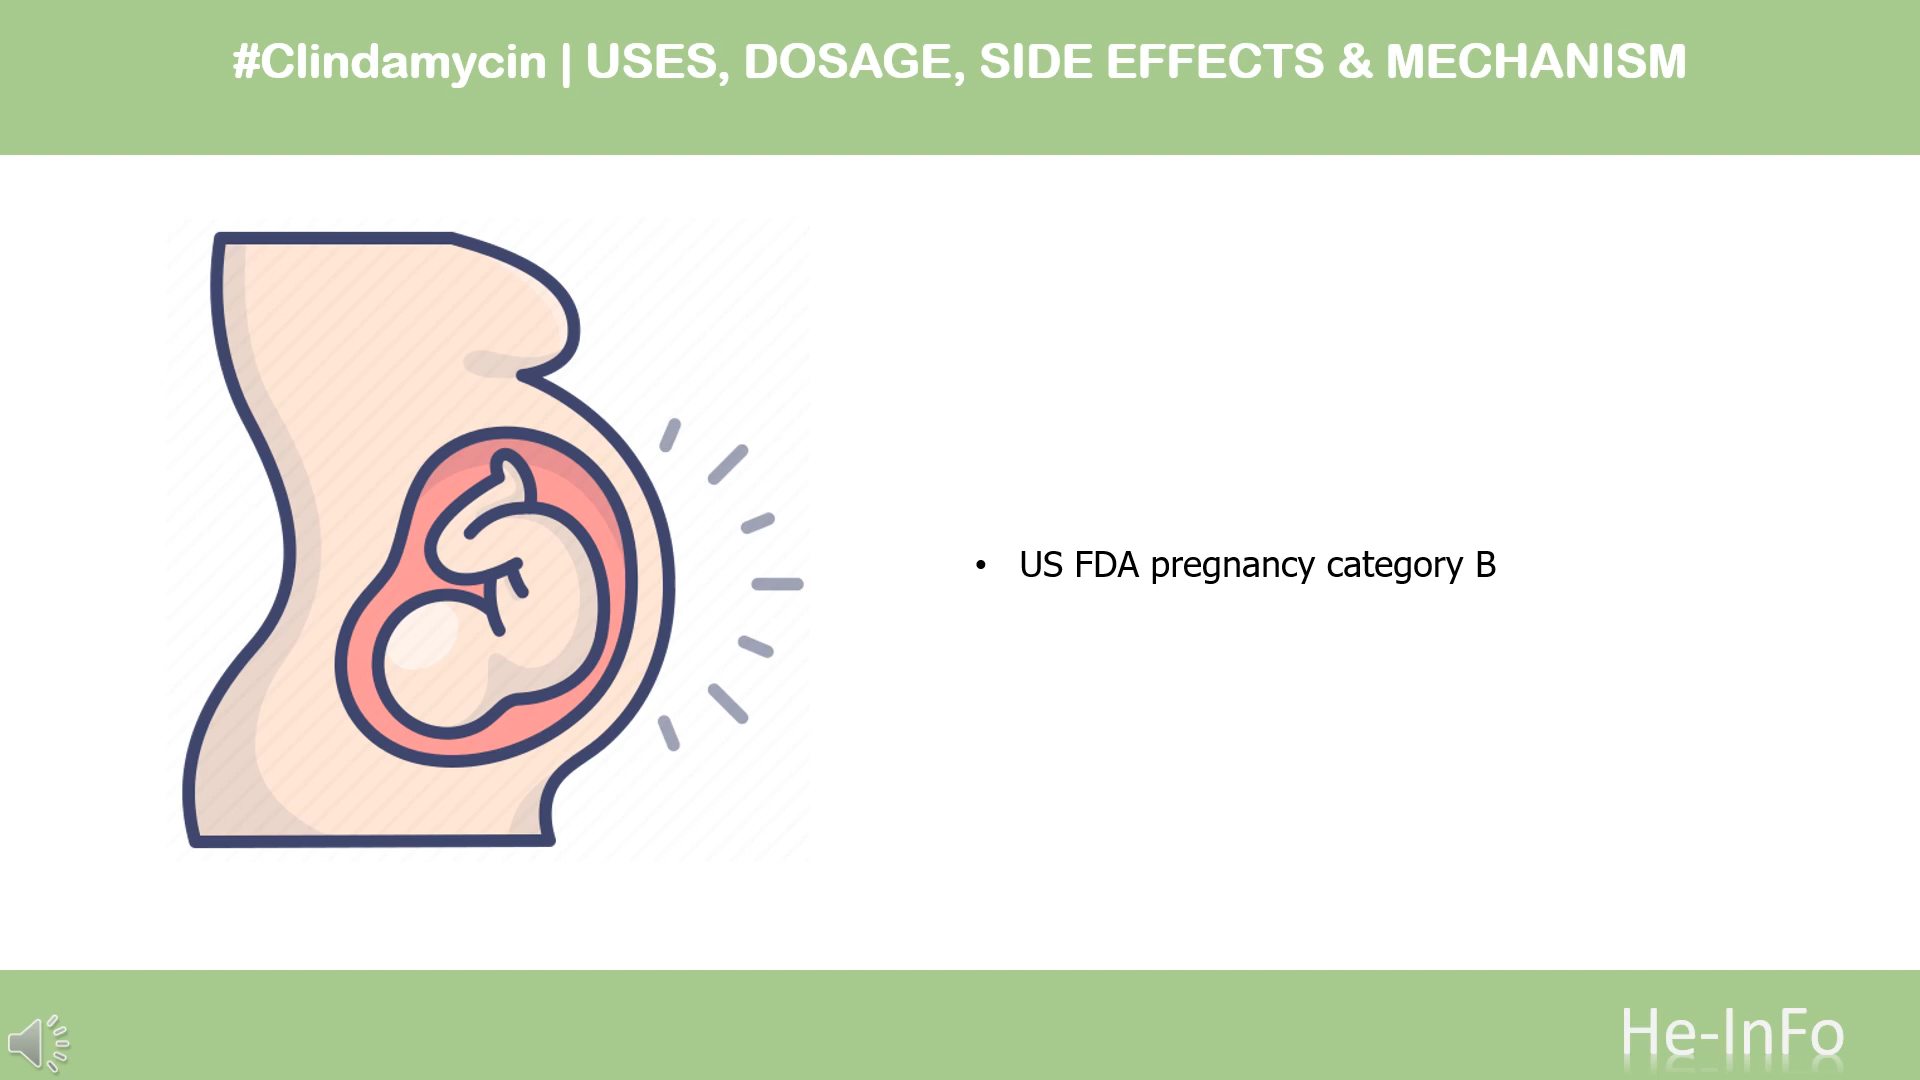 #Clindamycin | USES, DOSAGE, SIDE EFFECTS & MECHANISM
• US FDA pregnancy category B
He-InFo